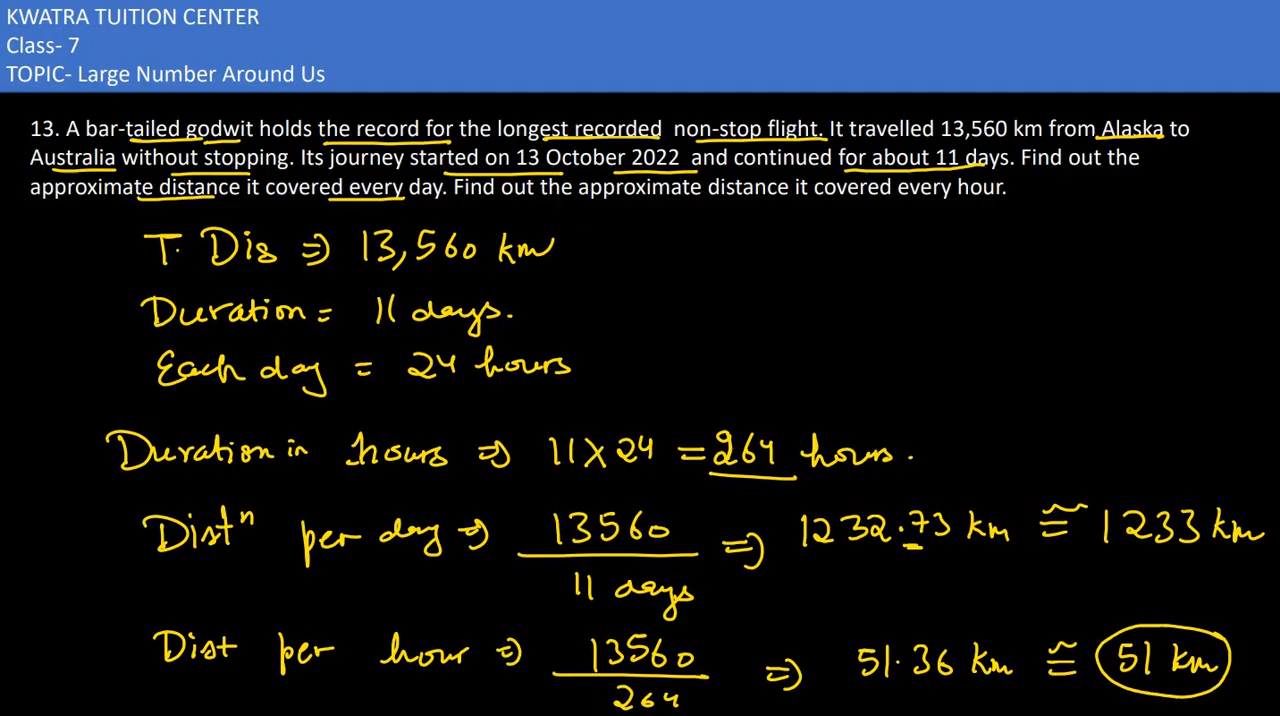 KWATRA TUITION CENTER
Class- 7
TOPIC- Large Number Around Us
13. A bar-tailed godwit holds the record for the longest recorded non-stop flight. It travelled 13,560 km from Alaska to
Australia without stopping. Its journey started on 13 October 2022 and continued for about 11 days. Find out the
approximate distance it covered every day. Find out the approximate distance it covered every hour.
T. Dis ⇒ 13,560 km
Duration = 11 days.
Each day = 24 hours
Duration in hours ⇒ 11 X 24 = 264 hours.
Distⁿ per day ⇒ 13560 / 11 days ⇒ 1232.73 km ≅ 1233 km
Dist per hour ⇒ 13560 / 264 ⇒ 51.36 km ≅ 51 km